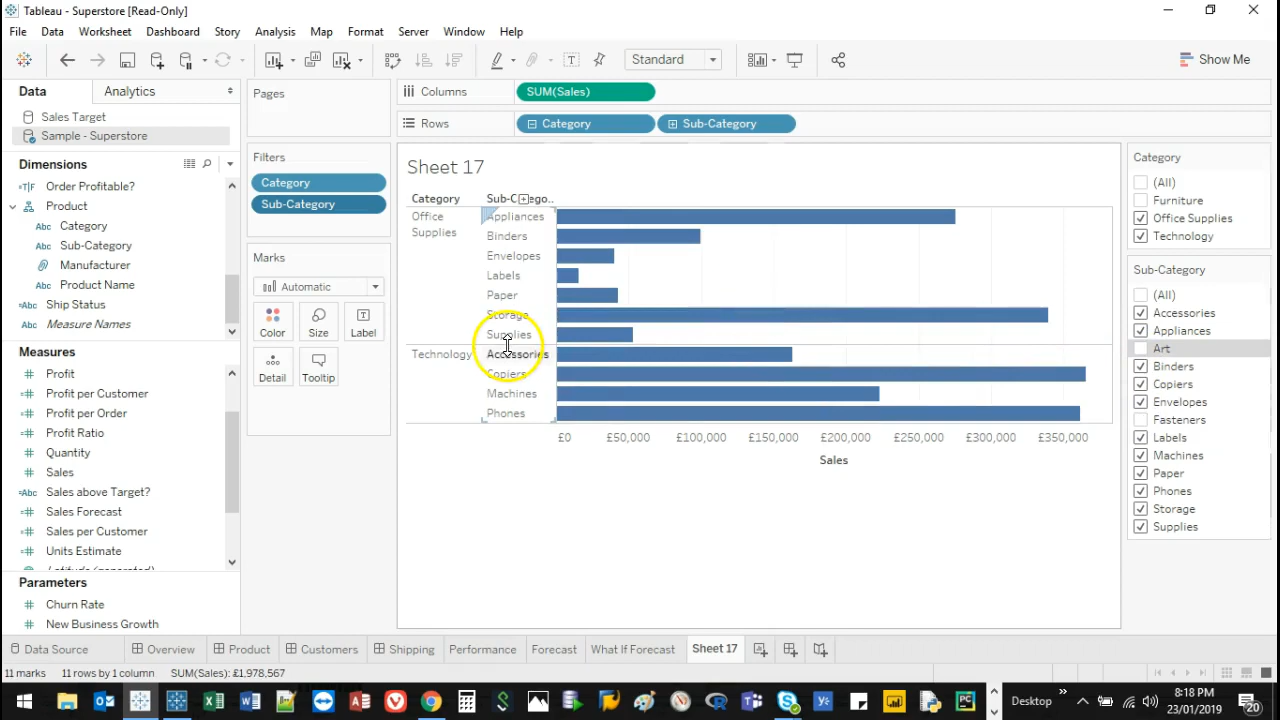 Tableau - Superstore [Read-Only]
File Data Worksheet Dashboard Story Analysis Map Format Server Window Help
Standard
Show Me
Data Analytics
Sales Target
Sample - Superstore
Dimensions
Order Profitable?
Product
Abc Category
Abc Sub-Category
Manufacturer
Abc Product Name
Abc Ship Status
Abc Measure Names
Measures
# Profit
# Profit per Customer
# Profit per Order
# Profit Ratio
# Quantity
# Sales
=Abc Sales above Target?
# Sales Forecast
# Sales per Customer
# Units Estimate
Parameters
# Churn Rate
# New Business Growth
Pages
Filters
Category
Sub-Category
Marks
Automatic
Color Size Label
Detail Tooltip
Columns SUM(Sales)
Rows Category Sub-Category
Sheet 17
Category Sub-C ego..
Office Supplies
Appliances
Binders
Envelopes
Labels
Paper
Storage
Supplies
Technology
Accessories
Copiers
Machines
Phones
£0 £50,000 £100,000 £150,000 £200,000 £250,000 £300,000 £350,000
Sales
Category
(All)
Furniture
Office Supplies
Technology
Sub-Category
(All)
Accessories
Appliances
Art
Binders
Copiers
Envelopes
Fasteners
Labels
Machines
Paper
Phones
Storage
Supplies
Data Source Overview Product Customers Shipping Performance Forecast What If Forecast Sheet 17
11 marks 11 rows by 1 column SUM(Sales): £1,978,567
Desktop
8:18 PM
23/01/2019
20